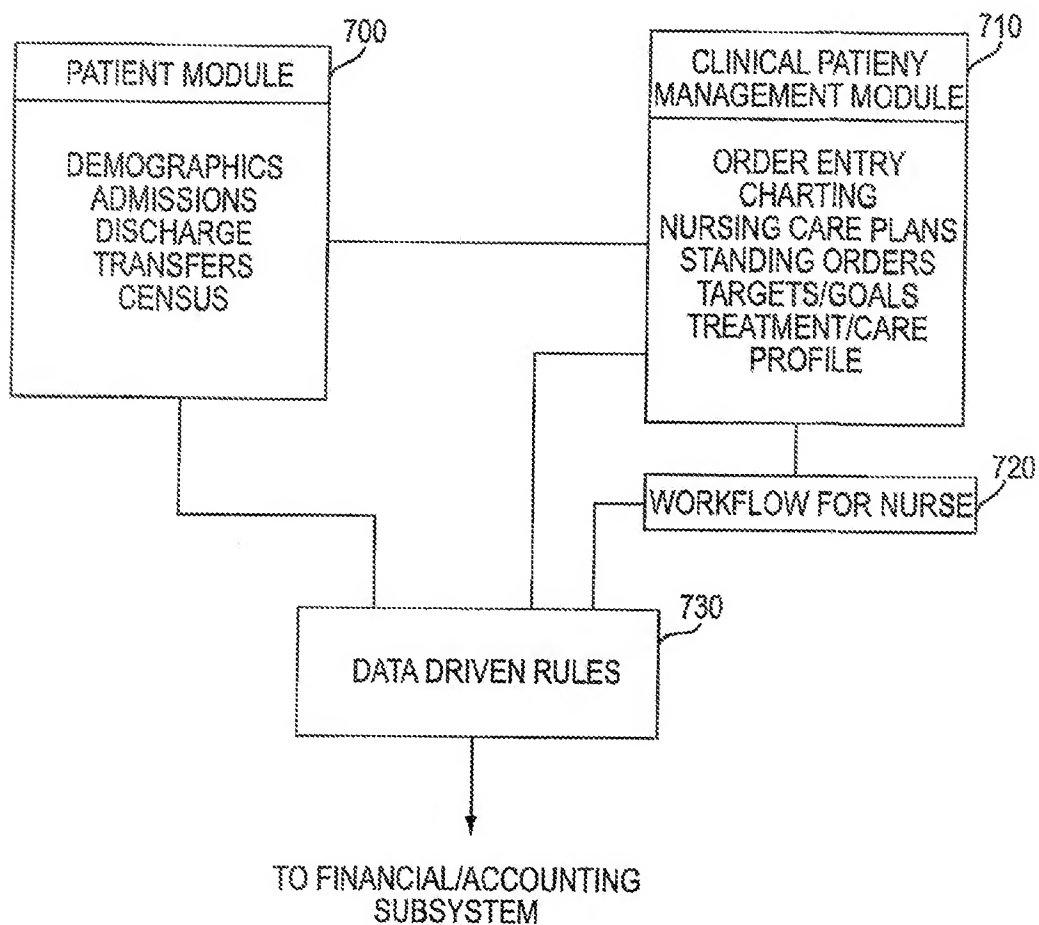 700
PATIENT MODULE
DEMOGRAPHICS
ADMISSIONS
DISCHARGE
TRANSFERS
CENSUS
710
CLINICAL PATIENY
MANAGEMENT MODULE
ORDER ENTRY
CHARTING
NURSING CARE PLANS
STANDING ORDERS
TARGETS/GOALS
TREATMENT/CARE
PROFILE
720
WORKFLOW FOR NURSE
730
DATA DRIVEN RULES
TO FINANCIAL/ACCOUNTING
SUBSYSTEM